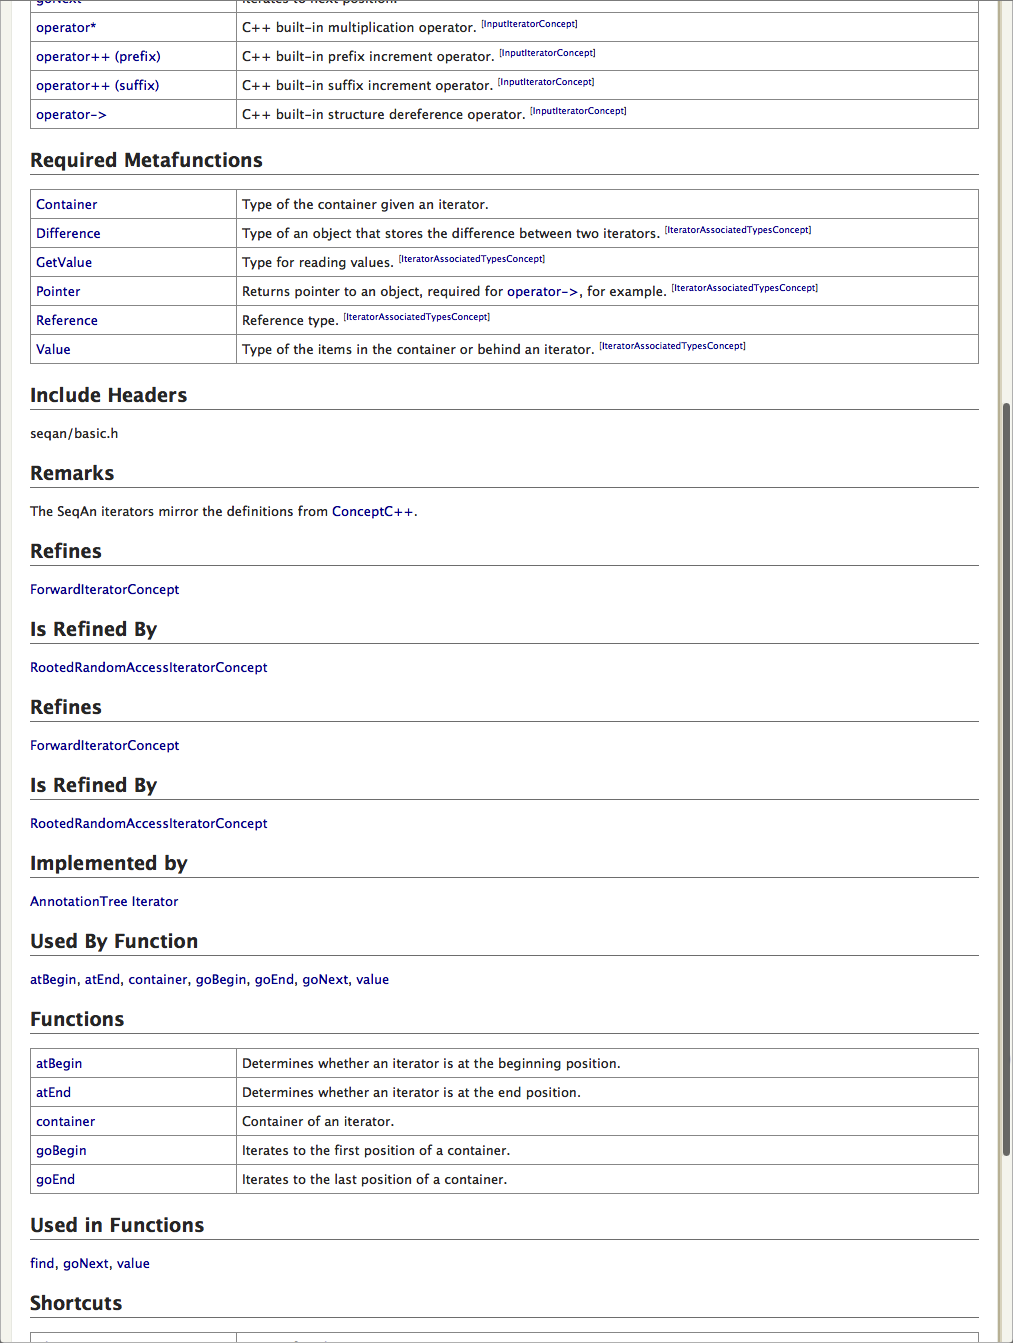 goNext Iterates to next position.
operator* C++ built-in multiplication operator. [InputIteratorConcept]
operator++ (prefix) C++ built-in prefix increment operator. [InputIteratorConcept]
operator++ (suffix) C++ built-in suffix increment operator. [InputIteratorConcept]
operator-> C++ built-in structure dereference operator. [InputIteratorConcept]
Required Metafunctions
Container Type of the container given an iterator.
Difference Type of an object that stores the difference between two iterators. [IteratorAssociatedTypesConcept]
GetValue Type for reading values. [IteratorAssociatedTypesConcept]
Pointer Returns pointer to an object, required for operator->, for example. [IteratorAssociatedTypesConcept]
Reference Reference type. [IteratorAssociatedTypesConcept]
Value Type of the items in the container or behind an iterator. [IteratorAssociatedTypesConcept]
Include Headers
seqan/basic.h
Remarks
The SeqAn iterators mirror the definitions from ConceptC++.
Refines
ForwardIteratorConcept
Is Refined By
RootedRandomAccessIteratorConcept
Refines
ForwardIteratorConcept
Is Refined By
RootedRandomAccessIteratorConcept
Implemented by
AnnotationTree Iterator
Used By Function
atBegin, atEnd, container, goBegin, goEnd, goNext, value
Functions
atBegin Determines whether an iterator is at the beginning position.
atEnd Determines whether an iterator is at the end position.
container Container of an iterator.
goBegin Iterates to the first position of a container.
goEnd Iterates to the last position of a container.
Used in Functions
find, goNext, value
Shortcuts